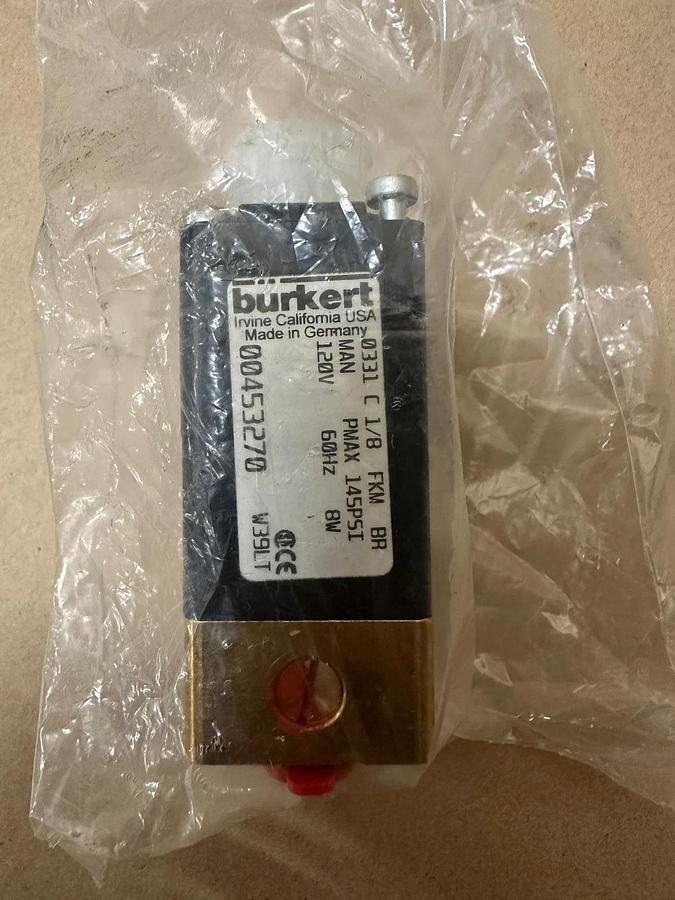 bürkert
Irvine California USA
Made in Germany
0331 C 1/8 FKM BR
MAN PMAX 145PSI
120V 60Hz 8W
00453270 W39LT
CE